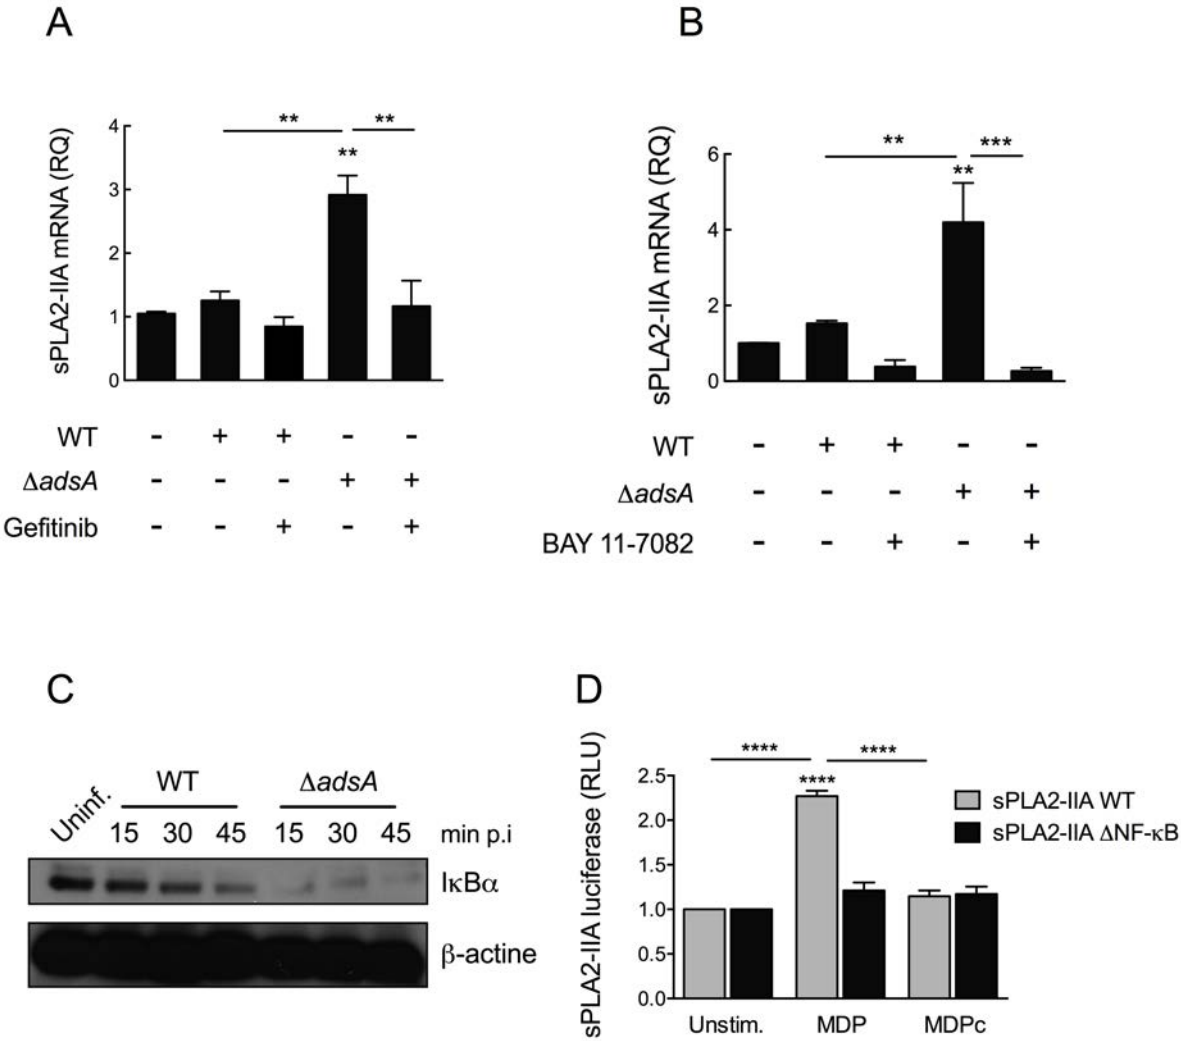 A
sPLA2-IIA mRNA (RQ)
4
3
2
1
0
**
**
**
WT - + + - -
ΔadsA - - - + +
Gefitinib - - + - +
B
sPLA2-IIA mRNA (RQ)
6
4
2
0
**
***
**
WT - + + - -
ΔadsA - - - + +
BAY 11-7082 - - + - +
C
WT ΔadsA
Uninf. 15 30 45 15 30 45 min p.i
IκBα
β-actine
D
sPLA2-IIA luciferase (RLU)
2.5
2.0
1.5
1.0
0.5
0.0
****
****
****
Unstim. MDP MDPc
sPLA2-IIA WT
sPLA2-IIA ΔNF-κB